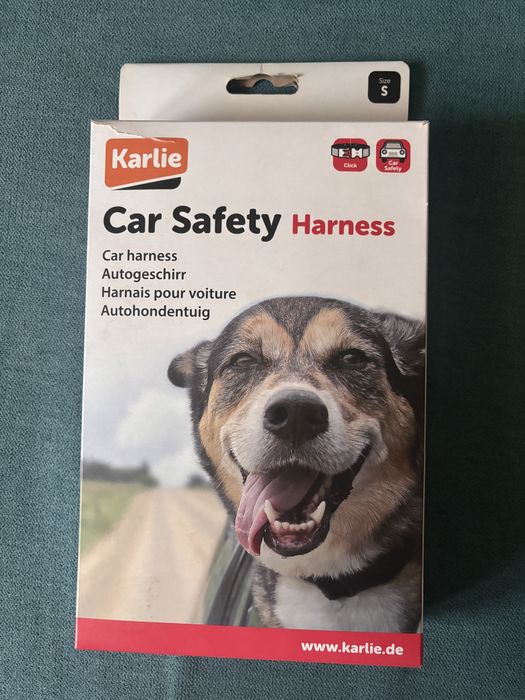 Size
S
Karlie
Click
Car
Safety
Car Safety Harness
Car harness
Autogeschirr
Harnais pour voiture
Autohondentuig
www.karlie.de